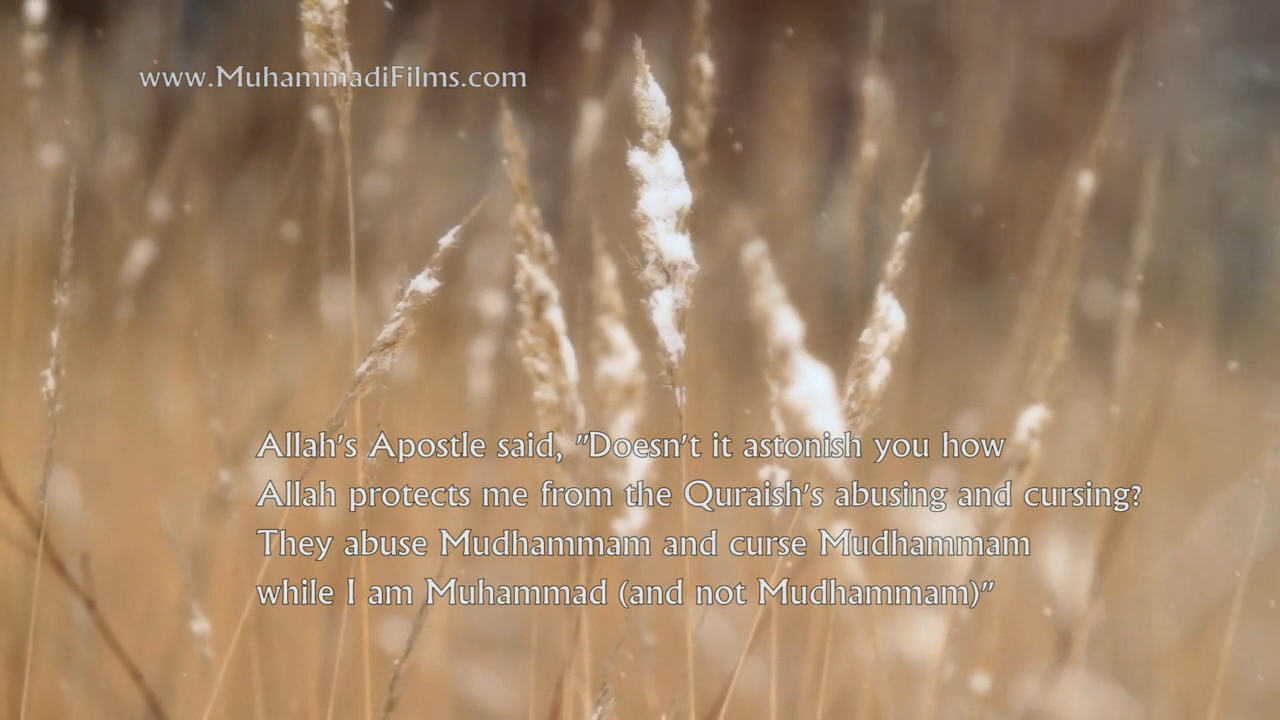 www.MuhammadiFilms.com
Allah's Apostle said, "Doesn't it astonish you how
Allah protects me from the Quraish's abusing and cursing?
They abuse Mudhammam and curse Mudhammam
while I am Muhammad (and not Mudhammam)"